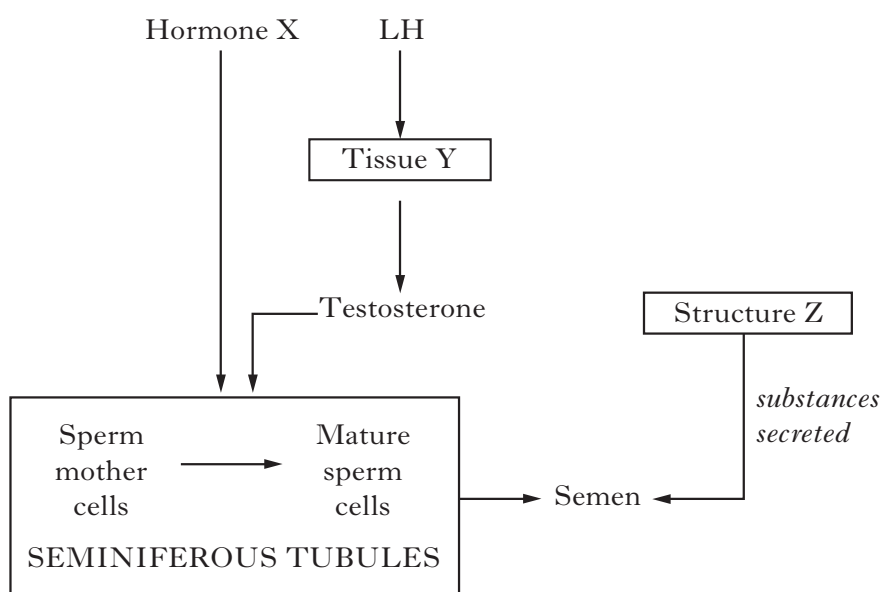 Hormone X
LH
Tissue Y
Testosterone
Structure Z
substances
secreted
Sperm
mother
cells
Mature
sperm
cells
Semen
SEMINIFEROUS TUBULES